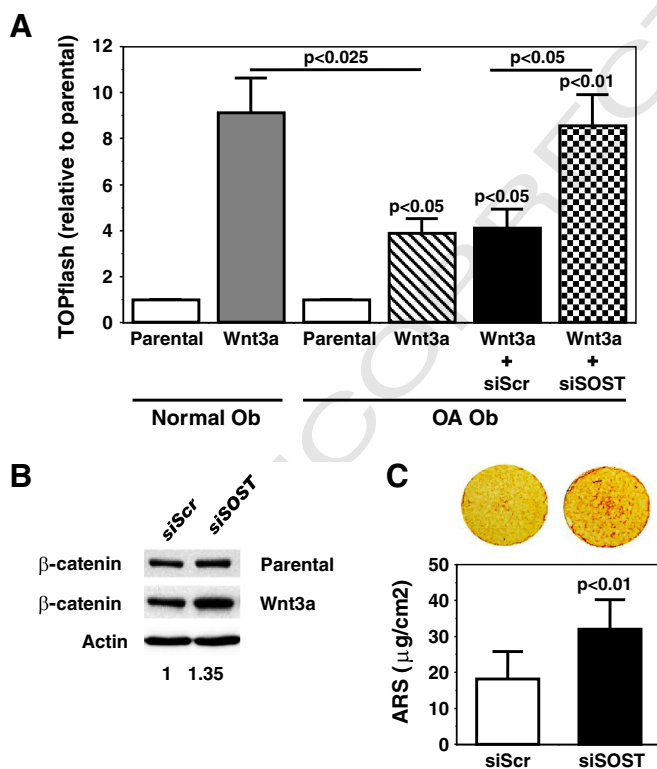 A
TOPflash (relative to parental)
12
10
8
6
4
2
0
p<0.025
p<0.05
p<0.01
p<0.05
p<0.05
Parental Wnt3a Parental Wnt3a Wnt3a + siScr Wnt3a + siSOST
Normal Ob OA Ob
B
siScr siSOST
β-catenin Parental
β-catenin Wnt3a
Actin
1 1.35
C
ARS (μg/cm2)
50
40
30
20
10
0
p<0.01
siScr siSOST